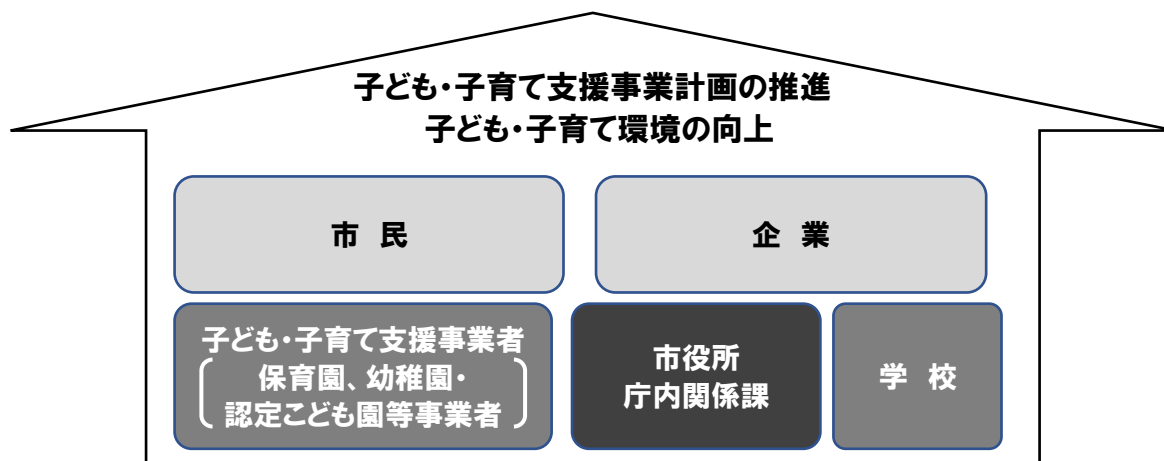 子ども・子育て支援事業計画の推進
子ども・子育て環境の向上
市 民
企 業
子ども・子育て支援事業者
保育園、幼稚園・
認定こども園等事業者
市役所
庁内関係課
学 校